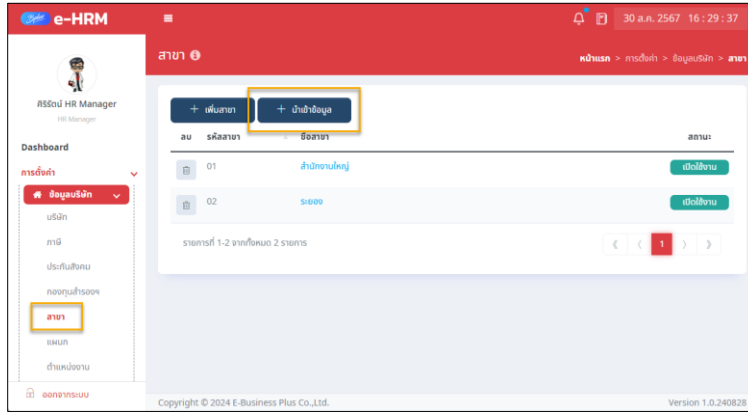 e-HRM
30 ส.ค. 2567 16 : 29 : 37
สาขา
หน้าแรก > การตั้งค่า > ข้อมูลบริษัท > สาขา
ศิริรัตน์ HR Manager
HR Manager
Dashboard
การตั้งค่า
ข้อมูลบริษัท
บริษัท
ภาษี
ประกันสังคม
กองทุนสำรองฯ
สาขา
แผนก
ตำแหน่งงาน
ออกจากระบบ
+ เพิ่มสาขา
+ นำเข้าข้อมูล
ลบ รหัสสาขา ชื่อสาขา สถานะ
01 สำนักงานใหญ่ เปิดใช้งาน
02 ระยอง เปิดใช้งาน
รายการที่ 1-2 จากทั้งหมด 2 รายการ
1
Copyright © 2024 E-Business Plus Co.,Ltd.
Version 1.0.240828